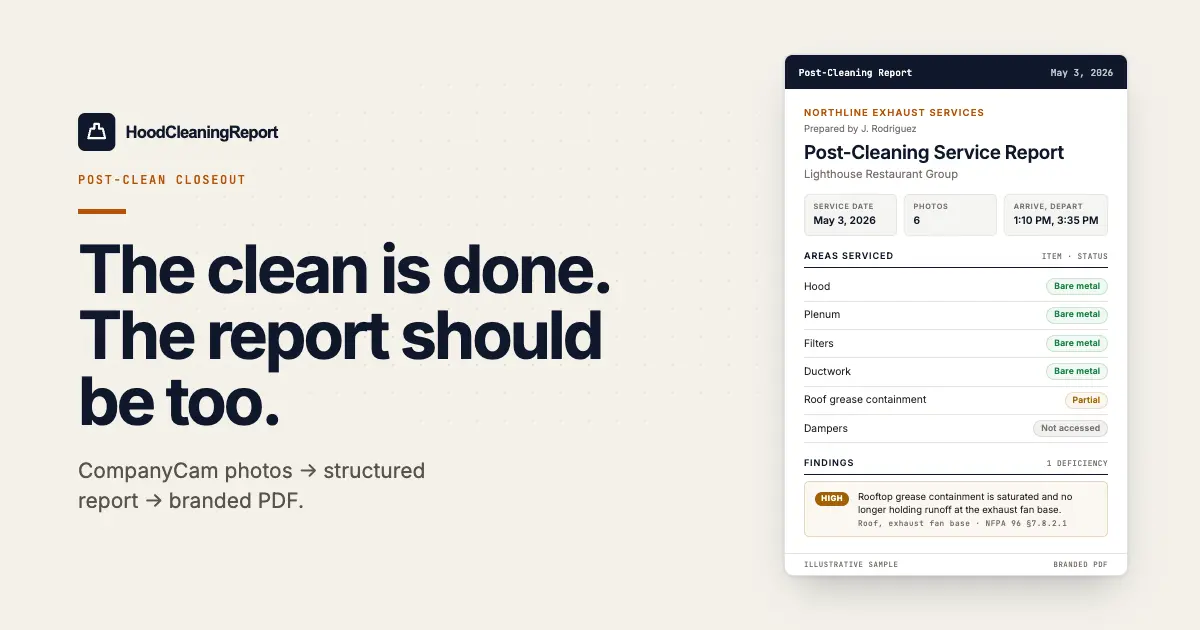 HoodCleaningReport
POST-CLEAN CLOSEOUT
The clean is done.
The report should
be too.
CompanyCam photos → structured
report → branded PDF.
Post-Cleaning Report May 3, 2026
NORTHLINE EXHAUST SERVICES
Prepared by J. Rodriguez
Post-Cleaning Service Report
Lighthouse Restaurant Group
SERVICE DATE PHOTOS ARRIVE, DEPART
May 3, 2026 6 1:10 PM, 3:35 PM
AREAS SERVICED ITEM · STATUS
Hood Bare metal
Plenum Bare metal
Filters Bare metal
Ductwork Bare metal
Roof grease containment Partial
Dampers Not accessed
FINDINGS 1 DEFICIENCY
HIGH Rooftop grease containment is saturated and no
longer holding runoff at the exhaust fan base.
Roof, exhaust fan base · NFPA 96 §7.8.2.1
ILLUSTRATIVE SAMPLE BRANDED PDF